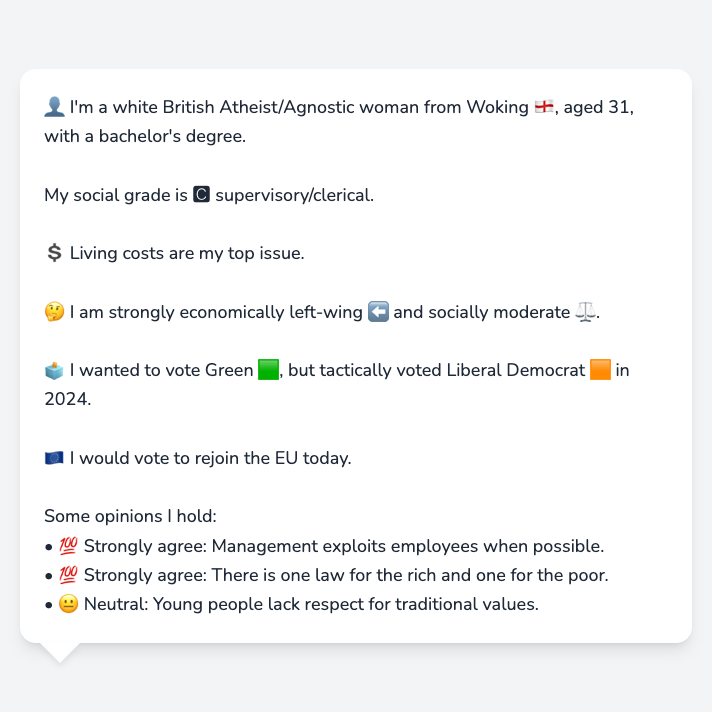 👤 I'm a white British Atheist/Agnostic woman from Woking 🏴󠁧󠁢󠁥󠁮󠁧󠁿, aged 31,
with a bachelor's degree.
My social grade is 🅲 supervisory/clerical.
💲 Living costs are my top issue.
🤔 I am strongly economically left-wing ⬅️ and socially moderate ⚖️.
🗳️ I wanted to vote Green 🟩, but tactically voted Liberal Democrat 🟧 in
2024.
🇪🇺 I would vote to rejoin the EU today.
Some opinions I hold:
• 💯 Strongly agree: Management exploits employees when possible.
• 💯 Strongly agree: There is one law for the rich and one for the poor.
• 😐 Neutral: Young people lack respect for traditional values.